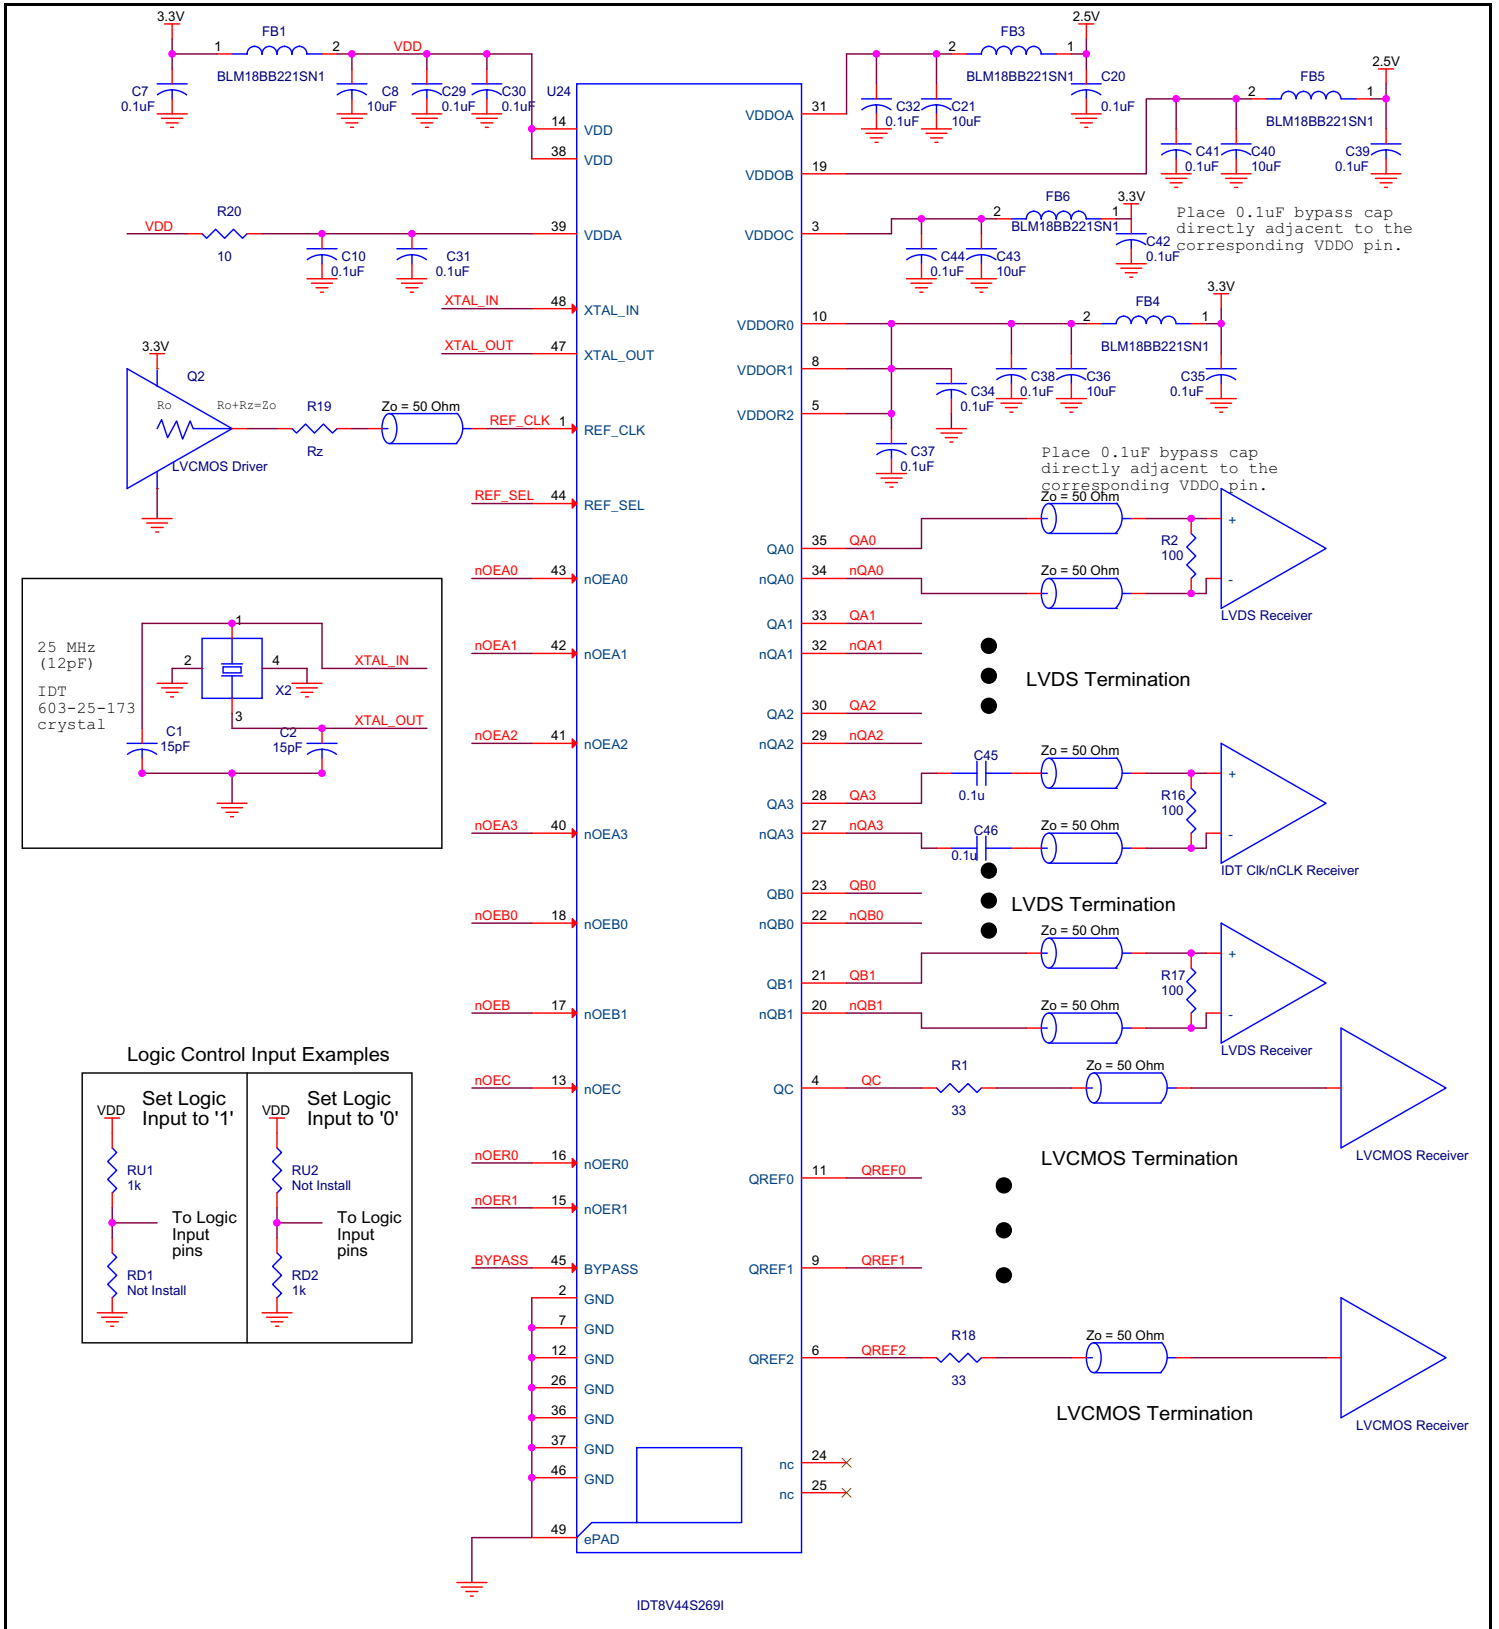 3.3V
FB1
1
2
VDD
BLM18BB221SN1
C7
0.1uF
C8
10uF
C29
0.1uF
C30
0.1uF
U24
14
VDD
38
VDD
VDD
R20
10
39
VDDA
C10
0.1uF
C31
0.1uF
XTAL_IN
48
XTAL_IN
XTAL_OUT
47
XTAL_OUT
3.3V
Q2
Ro
Ro+Rz=Zo
LVCMOS Driver
R19
Rz
Zo = 50 Ohm
REF_CLK
1
REF_CLK
REF_SEL
44
REF_SEL
nOEA0
43
nOEA0
nOEA1
42
nOEA1
nOEA2
41
nOEA2
nOEA3
40
nOEA3
nOEB0
18
nOEB0
nOEB
17
nOEB1
nOEC
13
nOEC
nOER0
16
nOER0
nOER1
15
nOER1
BYPASS
45
BYPASS
2
GND
7
GND
12
GND
26
GND
36
GND
37
GND
46
GND
49
ePAD
25 MHz
(12pF)
IDT
603-25-173
crystal
1
2
4
3
X2
XTAL_IN
XTAL_OUT
C1
15pF
C2
15pF
Logic Control Input Examples
Set Logic
Input to '1'
VDD
RU1
1k
To Logic
Input
pins
RD1
Not Install
Set Logic
Input to '0'
VDD
RU2
Not Install
To Logic
Input
pins
RD2
1k
2.5V
FB3
2
1
BLM18BB221SN1
C32
0.1uF
C21
10uF
C20
0.1uF
31
VDDOA
2.5V
FB5
2
1
BLM18BB221SN1
C41
0.1uF
C40
10uF
C39
0.1uF
19
VDDOB
3.3V
FB6
2
1
BLM18BB221SN1
C44
0.1uF
C43
10uF
C42
0.1uF
3
VDDOC
Place 0.1uF bypass cap
directly adjacent to the
corresponding VDDO pin.
3.3V
FB4
2
1
BLM18BB221SN1
10
VDDOR0
8
VDDOR1
5
VDDOR2
C34
0.1uF
C38
0.1uF
C36
10uF
C35
0.1uF
C37
0.1uF
Place 0.1uF bypass cap
directly adjacent to the
corresponding VDDO pin.
Zo = 50 Ohm
QA0
35
QA0
nQA0
34
nQA0
Zo = 50 Ohm
R2
100
+
-
LVDS Receiver
QA1
33
QA1
nQA1
32
nQA1
LVDS Termination
QA2
30
QA2
nQA2
29
nQA2
C45
0.1u
Zo = 50 Ohm
QA3
28
QA3
nQA3
27
nQA3
C46
0.1u
Zo = 50 Ohm
R16
100
+
-
IDT Clk/nCLK Receiver
QB0
23
QB0
nQB0
22
nQB0
LVDS Termination
Zo = 50 Ohm
QB1
21
QB1
nQB1
20
nQB1
Zo = 50 Ohm
R17
100
+
-
LVDS Receiver
QC
4
QC
R1
33
Zo = 50 Ohm
LVCMOS Receiver
LVCMOS Termination
QREF0
11
QREF0
QREF1
9
QREF1
QREF2
6
QREF2
R18
33
Zo = 50 Ohm
LVCMOS Receiver
LVCMOS Termination
nc
24
nc
25
IDT8V44S269I